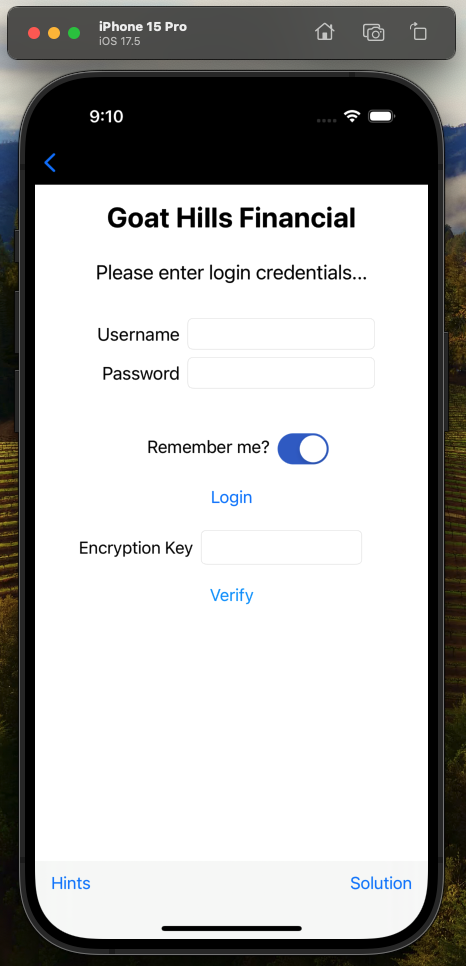 iPhone 15 Pro
iOS 17.5
9:10
Goat Hills Financial
Please enter login credentials...
Username
Password
Remember me?
Login
Encryption Key
Verify
Hints
Solution